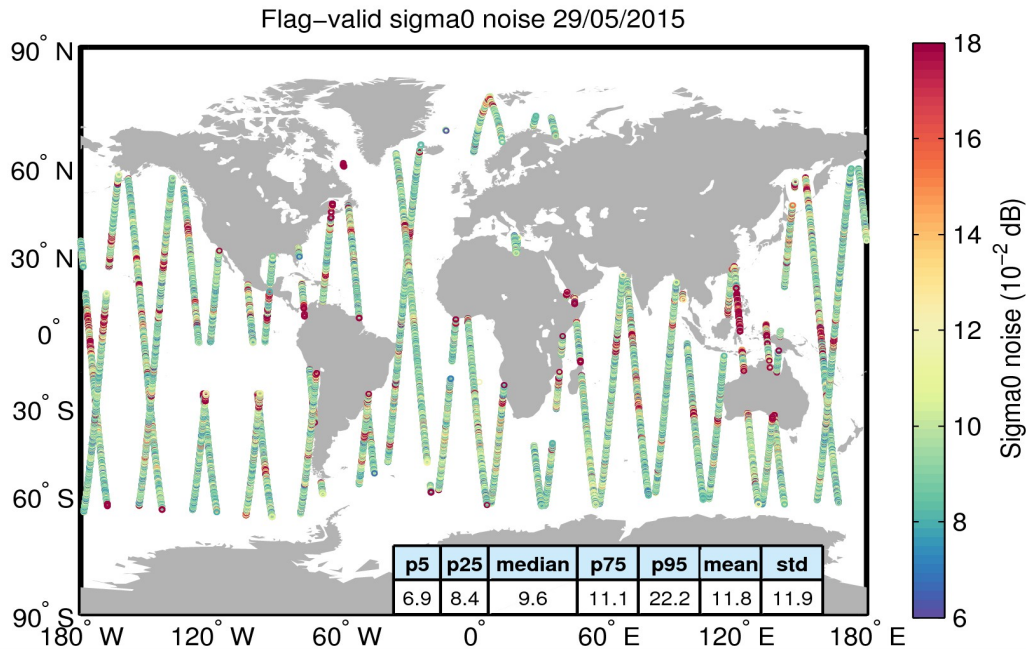 Flag−valid sigma0 noise 29/05/2015
90° N
60° N
30° N
0°
30° S
60° S
90° S
180° W 120° W 60° W 0° 60° E 120° E 180° E
p5 p25 median p75 p95 mean std
6.9 8.4 9.6 11.1 22.2 11.8 11.9
18
16
14
12
10
8
6
Sigma0 noise (10-2 dB)